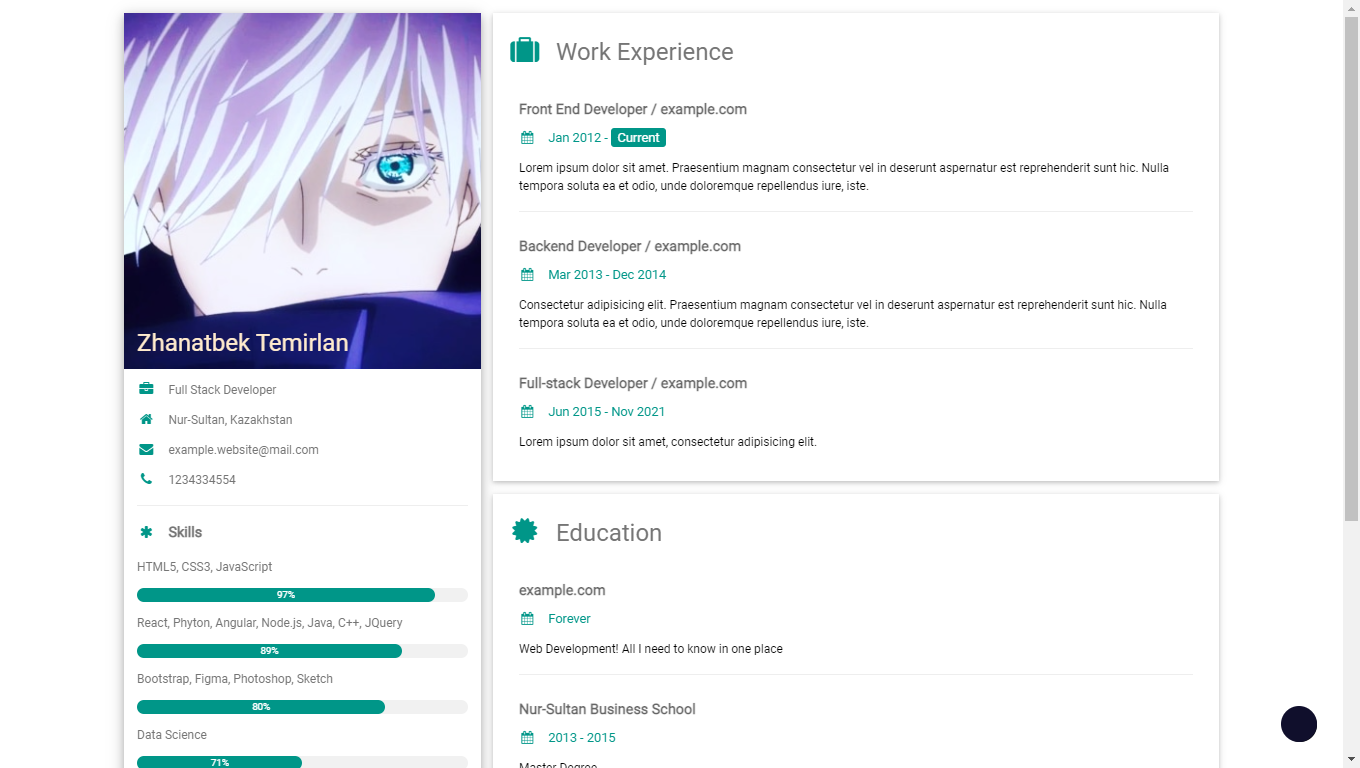 Zhanatbek Temirlan
Full Stack Developer
Nur-Sultan, Kazakhstan
example.website@mail.com
1234334554
Skills
HTML5, CSS3, JavaScript
97%
React, Phyton, Angular, Node.js, Java, C++, JQuery
89%
Bootstrap, Figma, Photoshop, Sketch
80%
Data Science
71%
Work Experience
Front End Developer / example.com
Jan 2012 - Current
Lorem ipsum dolor sit amet. Praesentium magnam consectetur vel in deserunt aspernatur est reprehenderit sunt hic. Nulla
tempora soluta ea et odio, unde doloremque repellendus iure, iste.
Backend Developer / example.com
Mar 2013 - Dec 2014
Consectetur adipisicing elit. Praesentium magnam consectetur vel in deserunt aspernatur est reprehenderit sunt hic. Nulla
tempora soluta ea et odio, unde doloremque repellendus iure, iste.
Full-stack Developer / example.com
Jun 2015 - Nov 2021
Lorem ipsum dolor sit amet, consectetur adipisicing elit.
Education
example.com
Forever
Web Development! All I need to know in one place
Nur-Sultan Business School
2013 - 2015
Master Degree